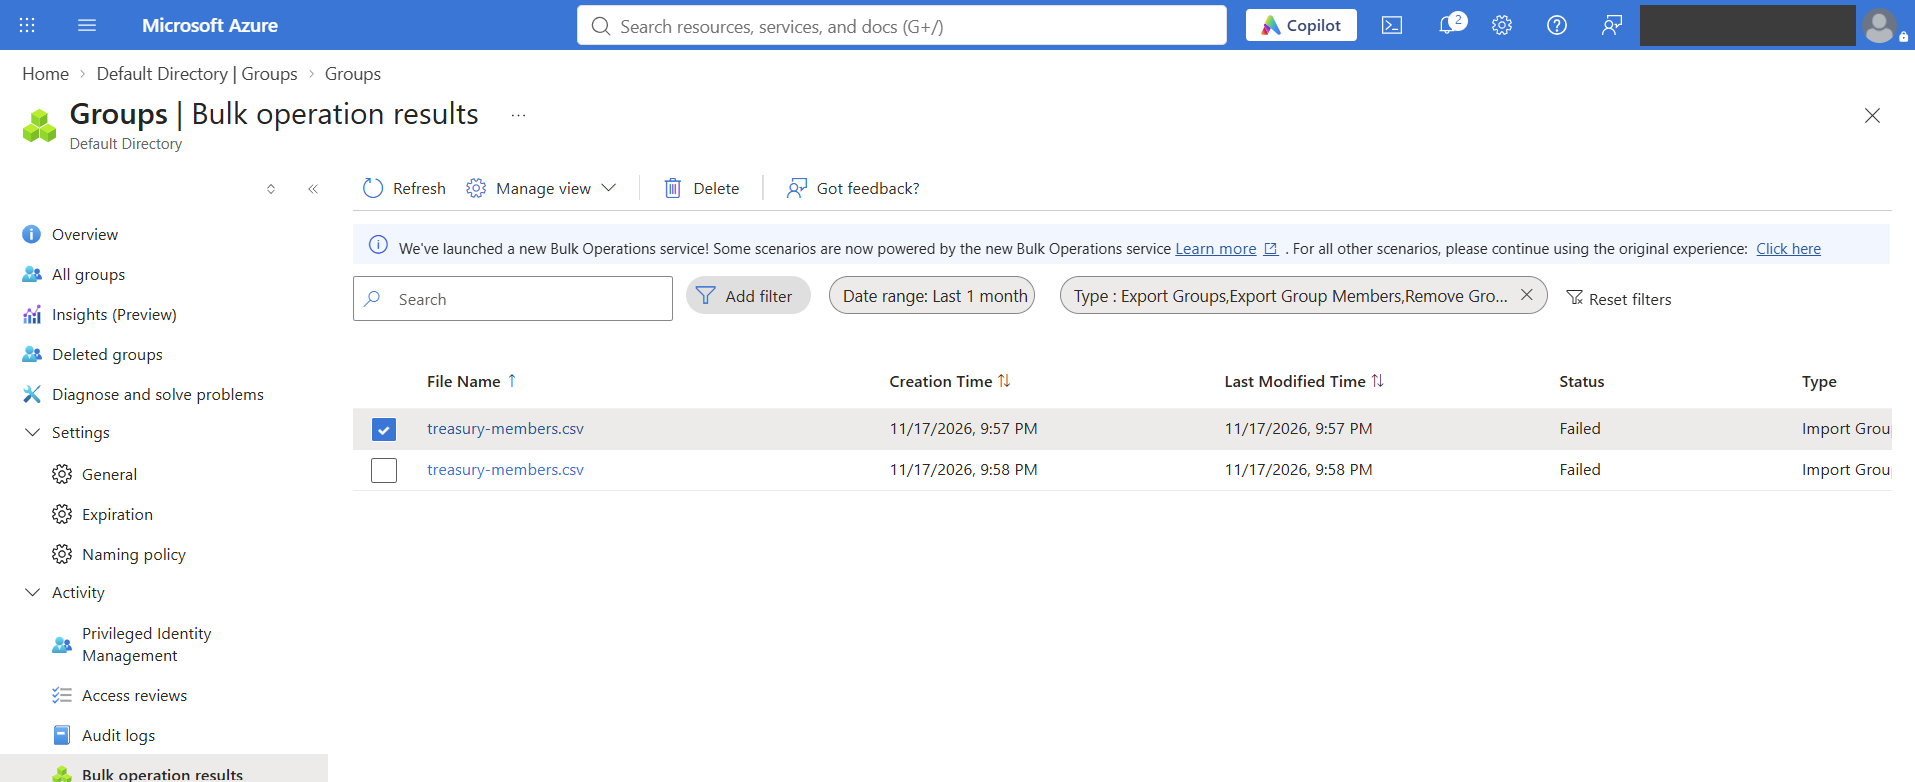 Microsoft Azure
Search resources, services, and docs (G+/)
Copilot
2
Home > Default Directory | Groups > Groups
Groups | Bulk operation results ...
Default Directory
Refresh
Manage view
Delete
Got feedback?
Overview
All groups
Insights (Preview)
Deleted groups
Diagnose and solve problems
Settings
General
Expiration
Naming policy
Activity
Privileged Identity
Management
Access reviews
Audit logs
Bulk operation results
We've launched a new Bulk Operations service! Some scenarios are now powered by the new Bulk Operations service Learn more . For all other scenarios, please continue using the original experience: Click here
Search
Add filter
Date range: Last 1 month
Type : Export Groups,Export Group Members,Remove Gro...
Reset filters
File Name ↑ Creation Time ↑↓ Last Modified Time ↑↓ Status Type
treasury-members.csv 11/17/2026, 9:57 PM 11/17/2026, 9:57 PM Failed Import Grou
treasury-members.csv 11/17/2026, 9:58 PM 11/17/2026, 9:58 PM Failed Import Grou